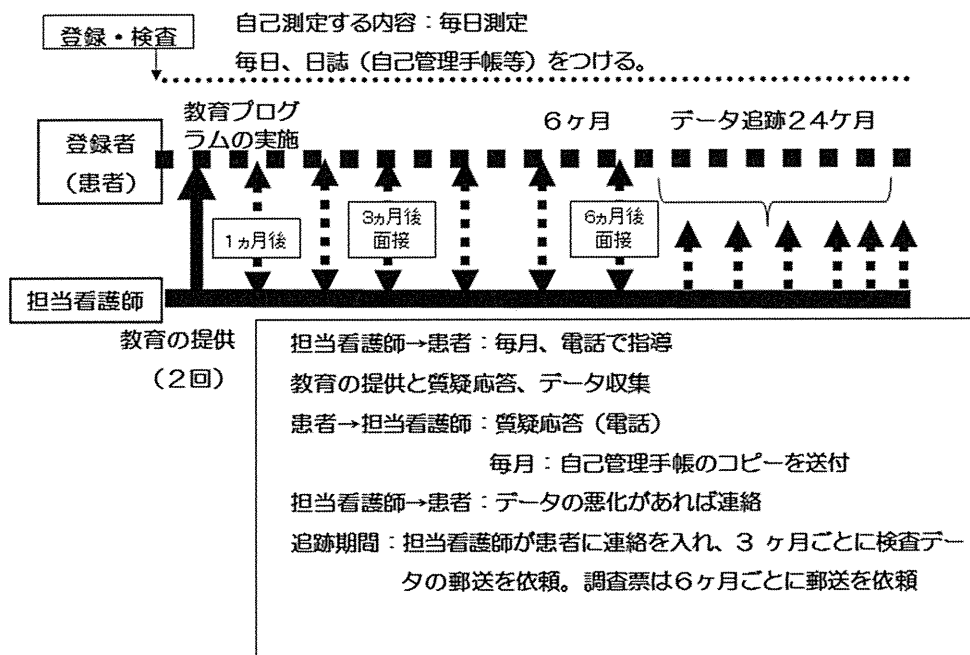 登録・検査
自己測定する内容：毎日測定
毎日、日誌（自己管理手帳等）をつける。
教育プログ
ラムの実施
6ヶ月
データ追跡24ケ月
登録者
（患者）
1ヵ月後
3ヵ月後
面接
6ヵ月後
面接
担当看護師
教育の提供
（2回）
担当看護師→患者：毎月、電話で指導
教育の提供と質疑応答、データ収集
患者→担当看護師：質疑応答（電話）
毎月：自己管理手帳のコピーを送付
担当看護師→患者：データの悪化があれば連絡
追跡期間：担当看護師が患者に連絡を入れ、3 ヶ月ごとに検査デー
タの郵送を依頼。調査票は6ヶ月ごとに郵送を依頼